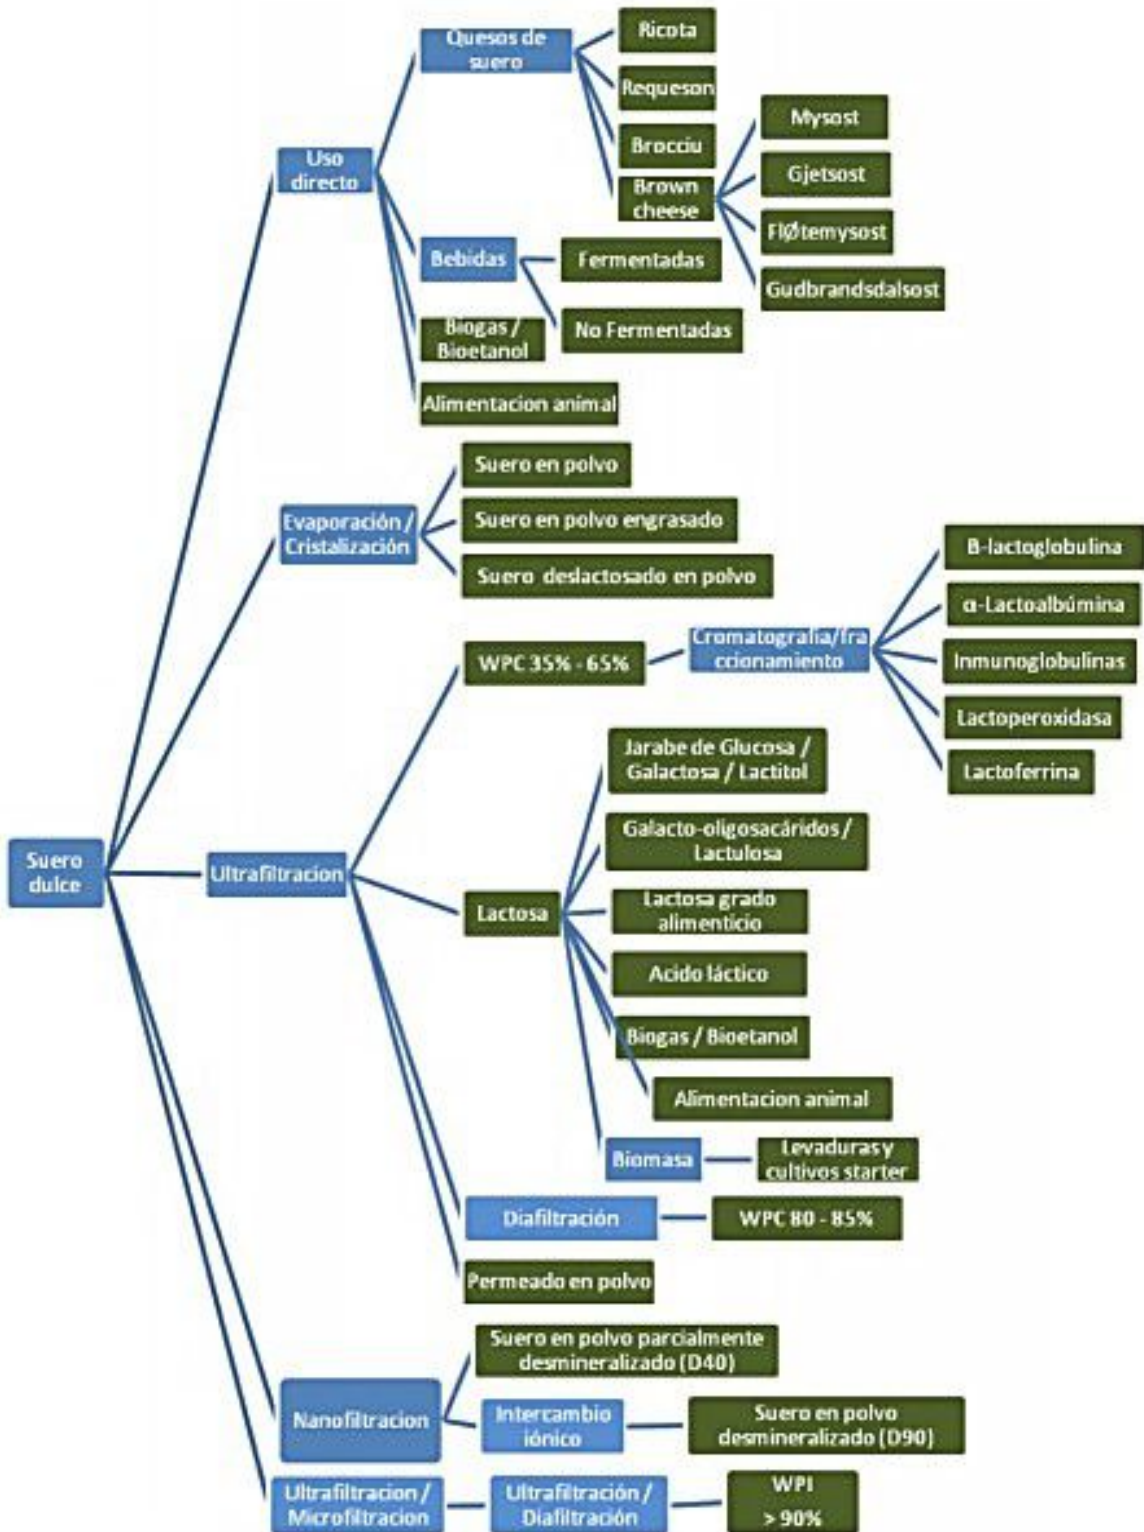 Quesos de
suero
Ricota
Requeson
Brocciu
Brown
cheese
Mysost
Gjetsost
FlØtemysost
Gudbrandsdalsost
Uso
directo
Bebidas
Fermentadas
No Fermentadas
Biogas /
Bioetanol
Alimentacion animal
Evaporación /
Cristalización
Suero en polvo
Suero en polvo engrasado
Suero deslactosado en polvo
WPC 35% - 65%
Cromatografia/fra
ccionamiento
B-lactoglobulina
α-Lactoalbúmina
Inmunoglobulinas
Lactoperoxidasa
Lactoferrina
Suero
dulce
Ultrafiltracion
Lactosa
Jarabe de Glucosa /
Galactosa / Lactitol
Galacto-oligosacáridos /
Lactulosa
Lactosa grado
alimenticio
Acido láctico
Biogas / Bioetanol
Alimentacion animal
Biomasa
Levaduras y
cultivos starter
Diafiltración
WPC 80 - 85%
Permeado en polvo
Nanofiltracion
Suero en polvo parcialmente
desmineralizado (D40)
Intercambio
iónico
Suero en polvo
desmineralizado (D90)
Ultrafiltracion /
Microfiltracion
Ultrafiltración /
Diafiltración
WPI
> 90%